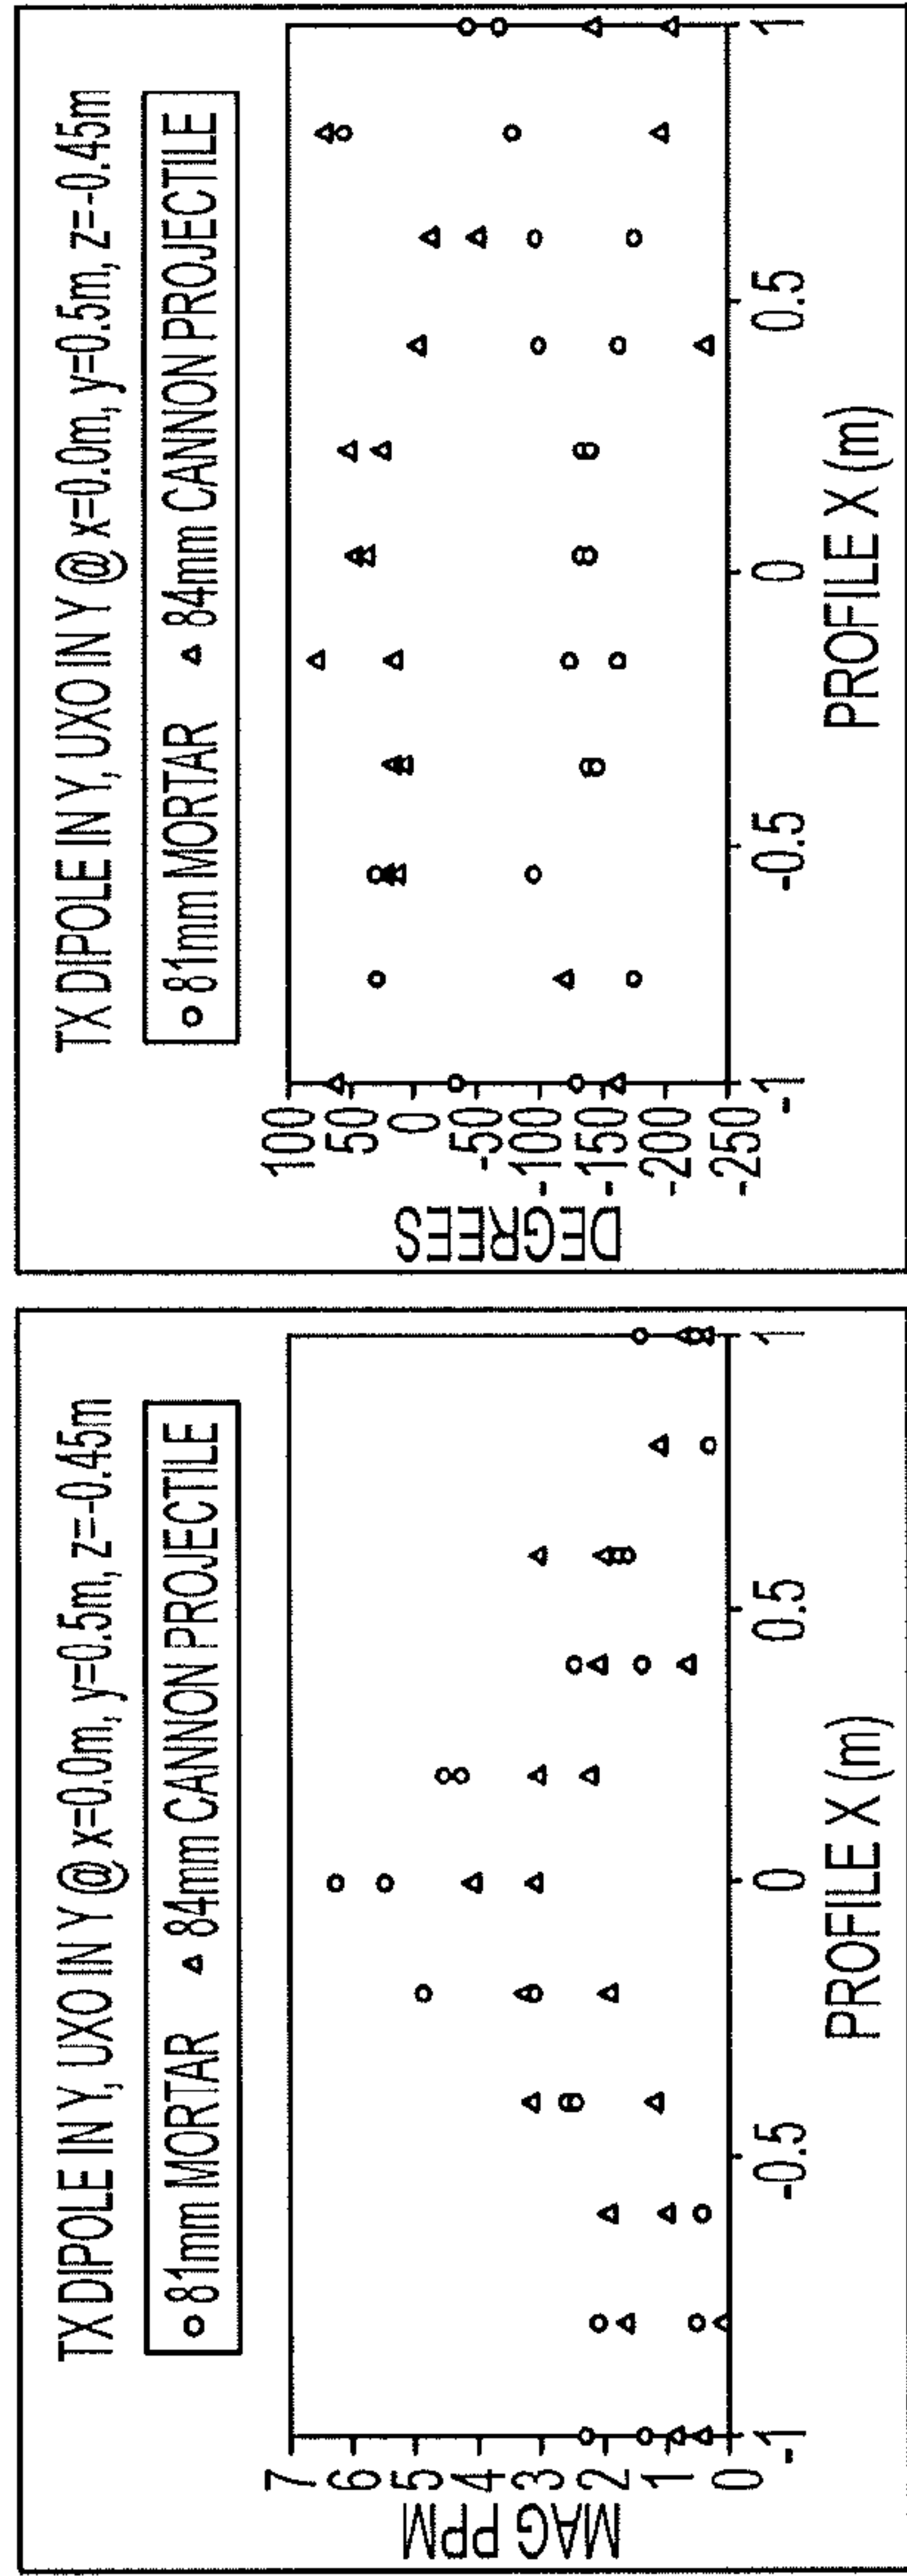 TX DIPOLE IN Y, UXO IN Y @ x=0.0m, y=0.5m, z=-0.45m
81mm MORTAR 84mm CANNON PROJECTILE
7
6
5
4
3
2
1
0
MAG PPM
-1 -0.5 0 0.5 1
PROFILE X (m)
TX DIPOLE IN Y, UXO IN Y @ x=0.0m, y=0.5m, z=-0.45m
81mm MORTAR 84mm CANNON PROJECTILE
100
50
0
-50
-100
-150
-200
-250
DEGREES
-1 -0.5 0 0.5 1
PROFILE X (m)